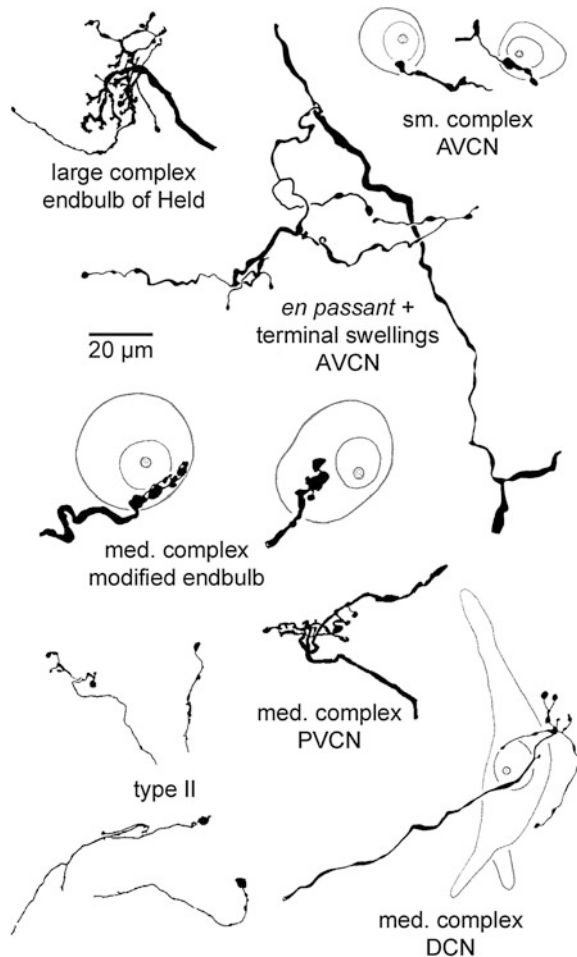 sm. complex
AVCN
large complex
endbulb of Held
en passant +
terminal swellings
AVCN
20 µm
med. complex
modified endbulb
med. complex
PVCN
type II
med. complex
DCN